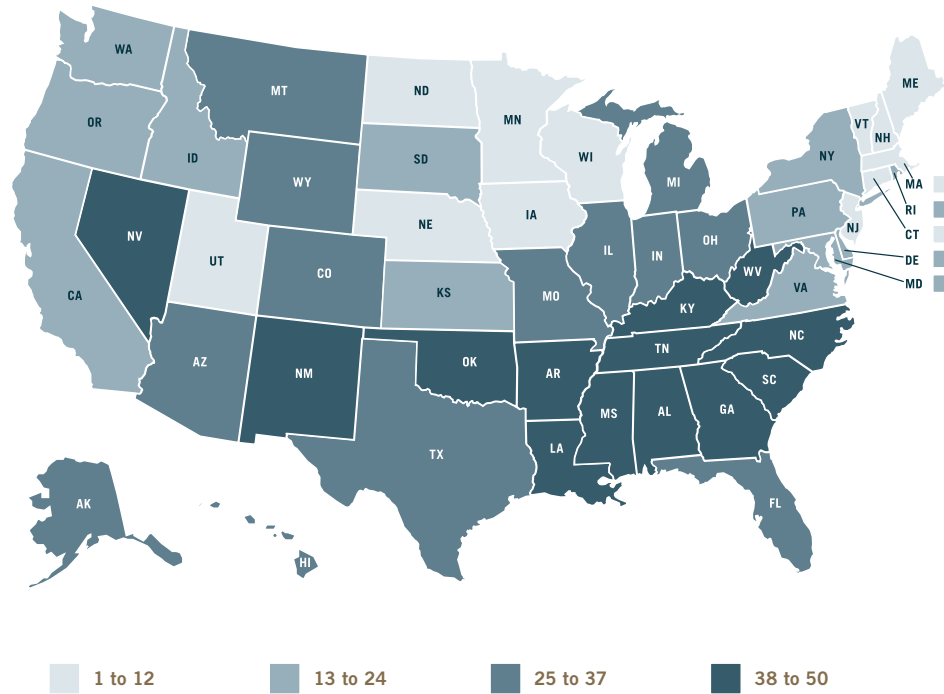 WA
MT
ND
MN
ME
VT
NH
OR
ID
SD
WI
NY
WY
MI
MA
RI
NV
NE
IA
PA
NJ
CT
UT
CO
IL
IN
OH
DE
CA
KS
MO
WV
VA
MD
KY
AZ
NM
OK
AR
TN
NC
SC
MS
AL
GA
TX
LA
FL
AK
HI
1 to 12
13 to 24
25 to 37
38 to 50